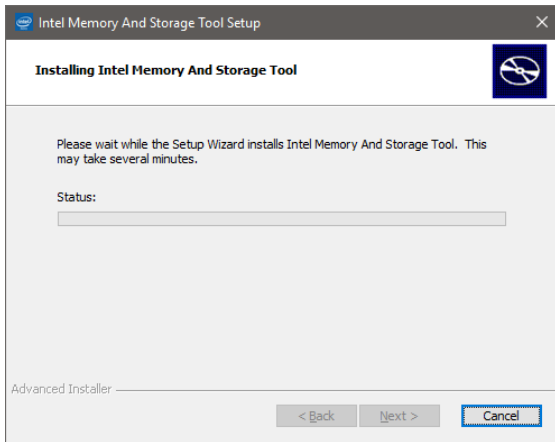 Intel Memory And Storage Tool Setup
Installing Intel Memory And Storage Tool
Please wait while the Setup Wizard installs Intel Memory And Storage Tool. This
may take several minutes.
Status:
Advanced Installer
< Back Next > Cancel